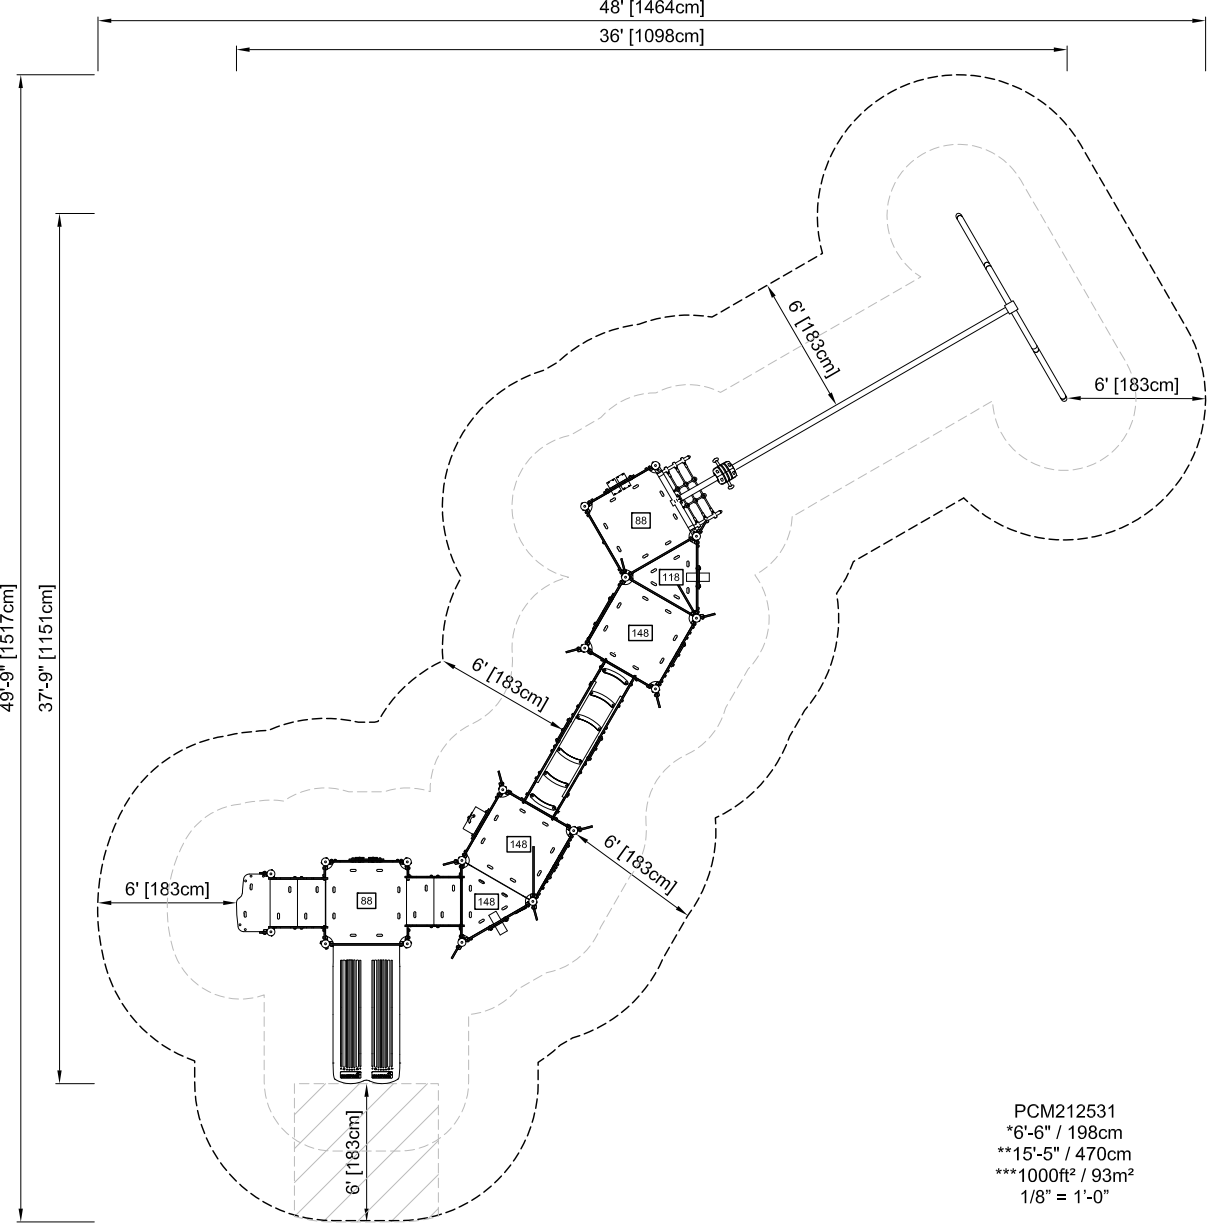 48' [1464cm]
36' [1098cm]
49'-9" [1517cm]
37'-9" [1151cm]
6' [183cm]
6' [183cm]
88
118
148
6' [183cm]
148
6' [183cm]
6' [183cm]
88
148
6' [183cm]
PCM212531
*6'-6" / 198cm
**15'-5" / 470cm
***1000ft² / 93m²
1/8" = 1'-0"